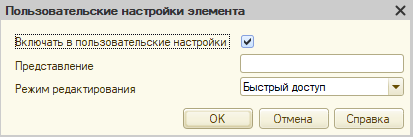 Пользовательские настройки элемента
Включать в пользовательские настройки
Представление
Режим редактирования Быстрый доступ
OK Отмена Справка